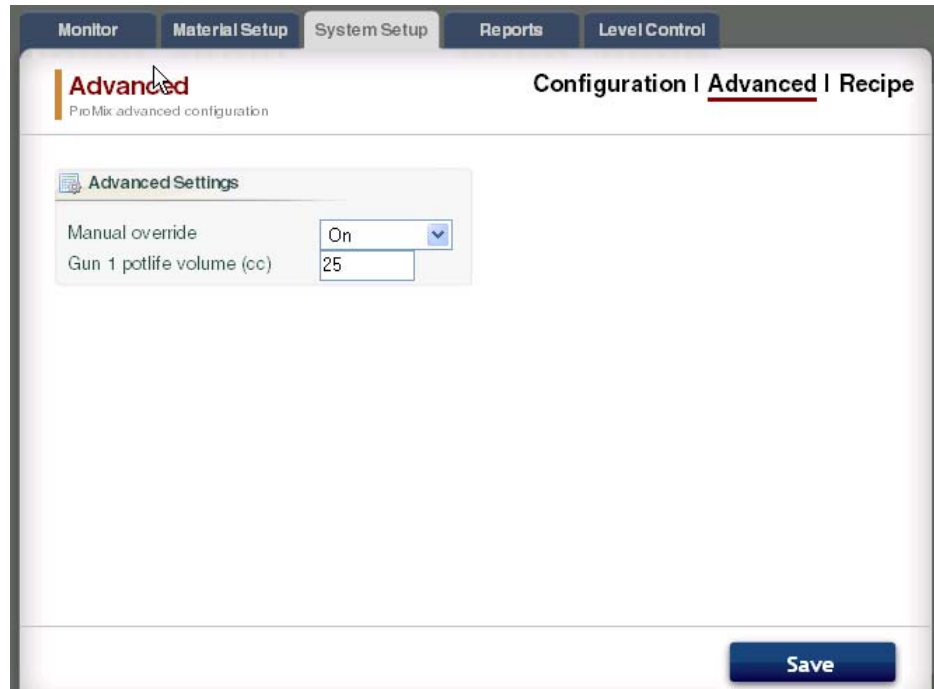 Monitor Material Setup System Setup Reports Level Control
Advanced
Configuration | Advanced | Recipe
ProMix advanced configuration
Advanced Settings
Manual override On
Gun 1 potlife volume (cc) 25
Save